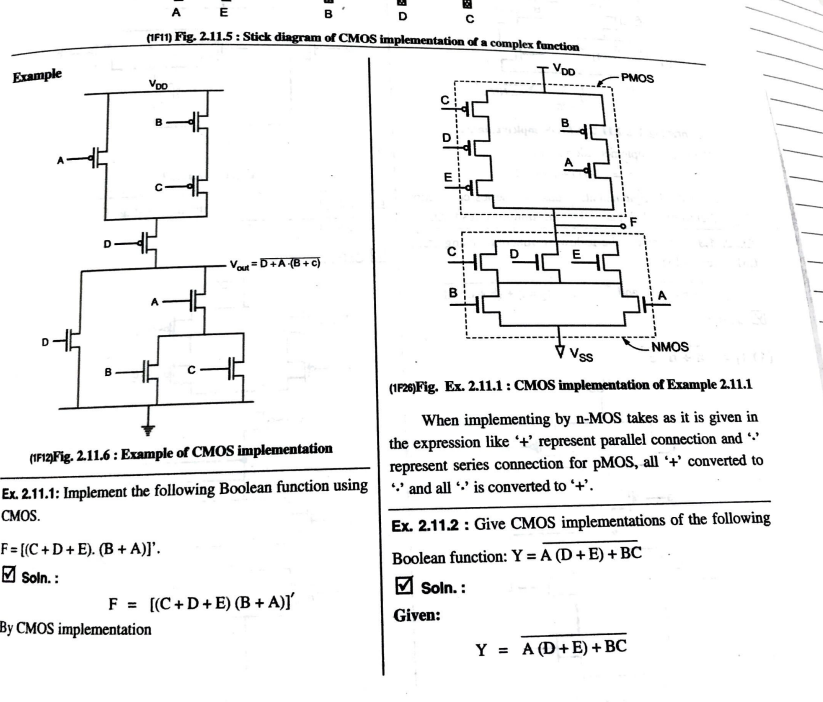 A E B D C
(1F11) Fig. 2.11.5 : Stick diagram of CMOS implementation of a complex function
Example
VDD
B
A
C
D
Vout = D + A · (B + c)
A
D
B
C
(1F12)Fig. 2.11.6 : Example of CMOS implementation
Ex. 2.11.1: Implement the following Boolean function using
CMOS.
F = [(C + D + E). (B + A)]'.
☑ Soln. :
F = [(C + D + E) (B + A)]′
By CMOS implementation
VDD
PMOS
C
B
D
A
E
F
C
D
E
B
A
NMOS
VSS
(1F26)Fig. Ex. 2.11.1 : CMOS implementation of Example 2.11.1
When implementing by n-MOS takes as it is given in
the expression like '+' represent parallel connection and '·'
represent series connection for pMOS, all '+' converted to
'·' and all '·' is converted to '+'.
Ex. 2.11.2 : Give CMOS implementations of the following
Boolean function: Y = A (D + E) + BC
☑ Soln. :
Given:
Y = A (D + E) + BC